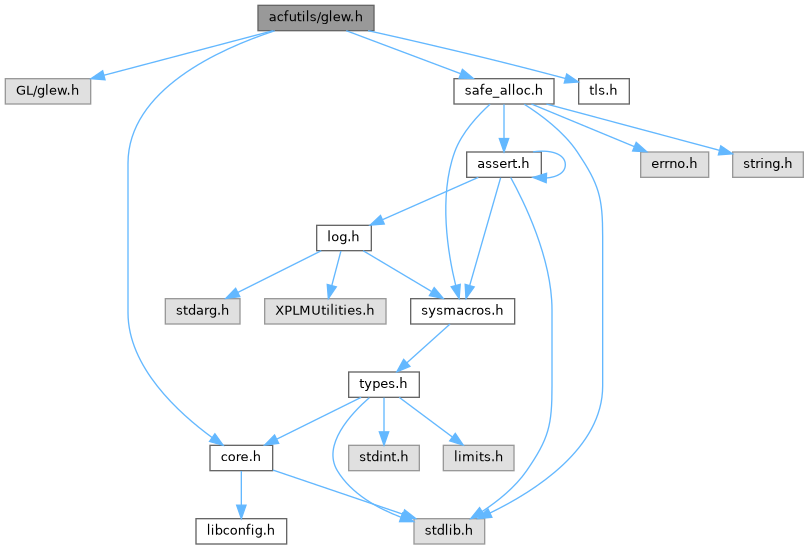 acfutils/glew.h
GL/glew.h
safe_alloc.h
tls.h
assert.h
errno.h
string.h
log.h
stdarg.h
XPLMUtilities.h
sysmacros.h
types.h
core.h
stdint.h
limits.h
libconfig.h
stdlib.h